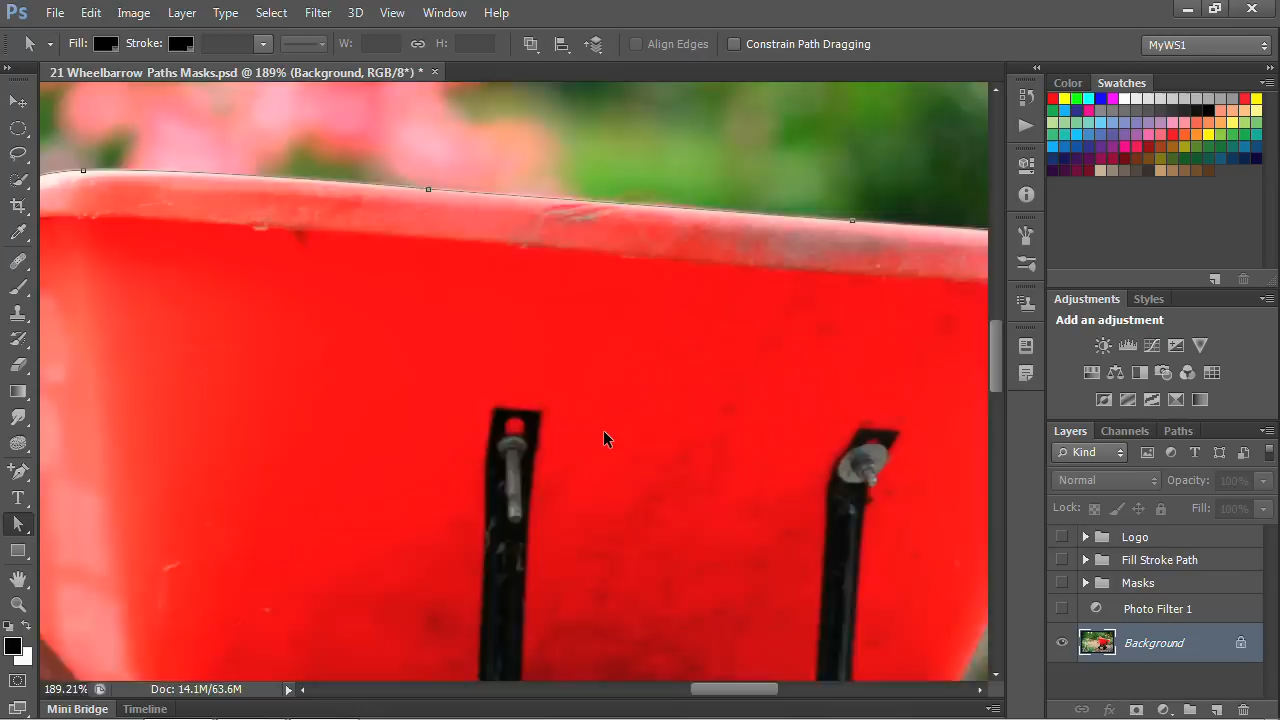 Ps File Edit Image Layer Type Select Filter 3D View Window Help
Fill: Stroke: W: H: Align Edges Constrain Path Dragging MyWS1
21 Wheelbarrow Paths Masks.psd @ 189% (Background, RGB/8*) * ×
Color Swatches
Adjustments Styles
Add an adjustment
Layers Channels Paths
Kind
Normal Opacity: 100%
Lock: Fill: 100%
Logo
Fill Stroke Path
Masks
Photo Filter 1
Background
189.21% Doc: 14.1M/63.6M
Mini Bridge Timeline